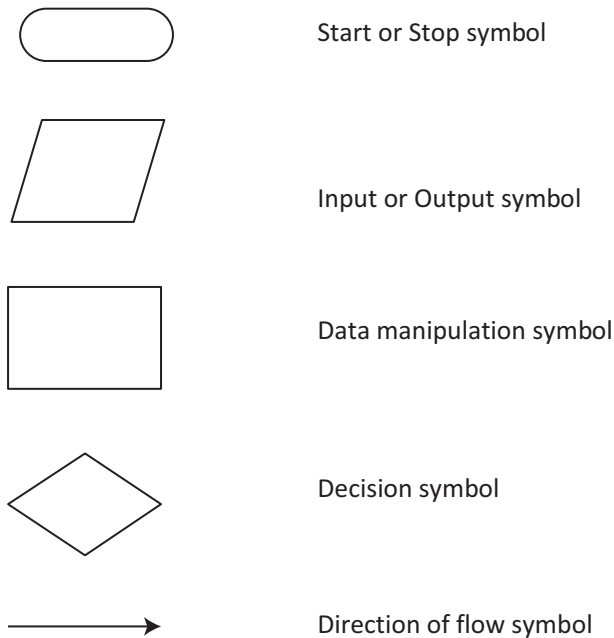 Start or Stop symbol
Input or Output symbol
Data manipulation symbol
Decision symbol
Direction of flow symbol